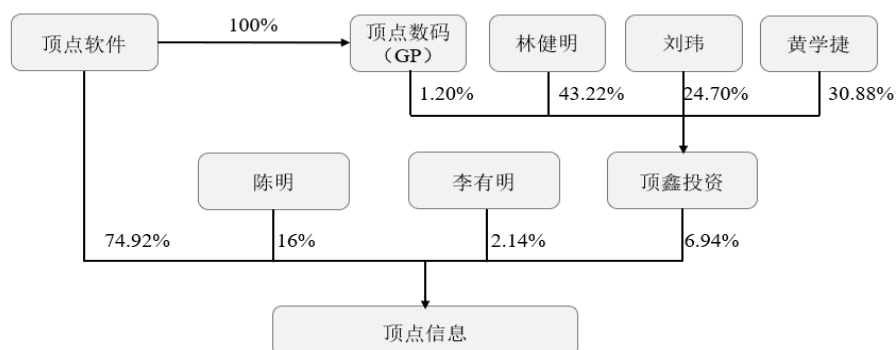 顶点软件
100%
顶点数码
（GP）
林健明
刘玮
黄学捷
1.20%
43.22%
24.70%
30.88%
陈明
李有明
顶鑫投资
74.92%
16%
2.14%
6.94%
顶点信息